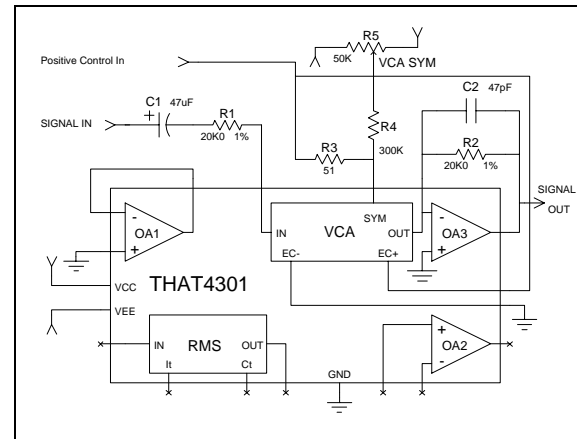 R5
50K
VCA SYM
Positive Control In
C1
+
47uF
R1
20K0 1%
SIGNAL IN
R3
51
R4
300K
C2 47pF
R2
20K0 1%
SIGNAL
OUT
-
+
OA1
IN
SYM
VCA
OUT
EC-
EC+
-
+
OA3
VCC
VEE
THAT4301
IN
RMS
OUT
It
Ct
GND
+
-
OA2